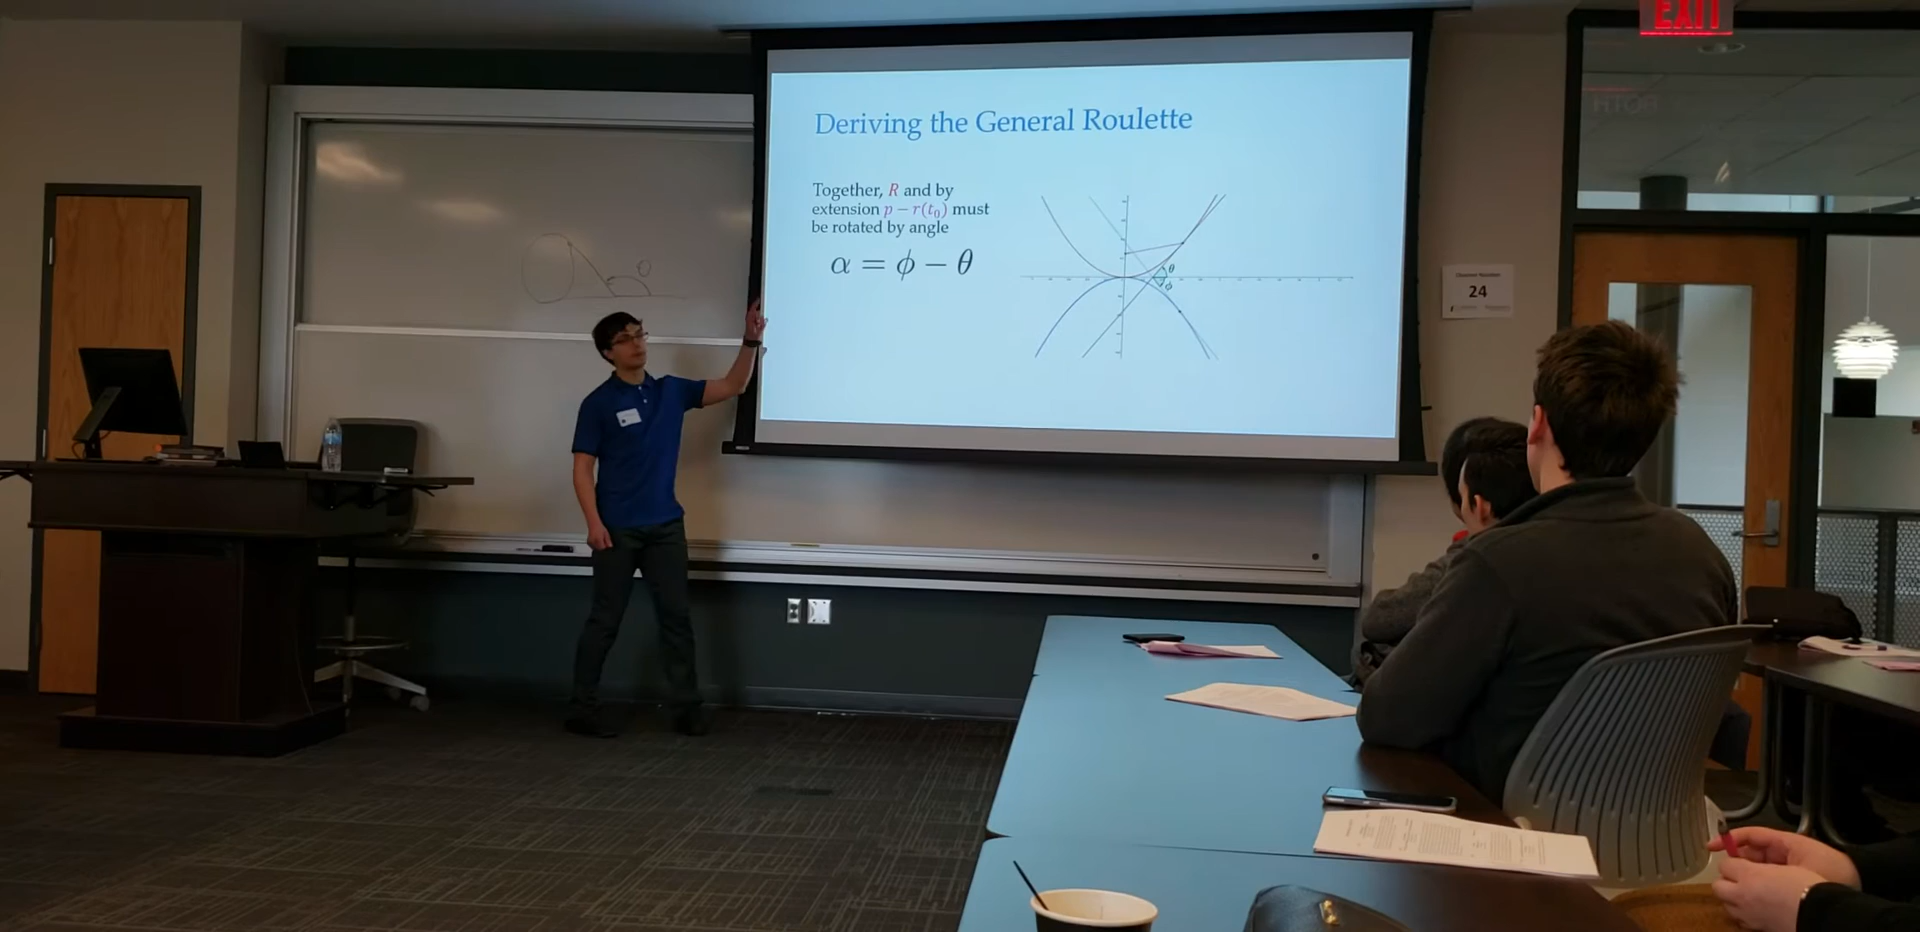 EXIT
Deriving the General Roulette
Together, R and by
extension p − r(t₀) must
be rotated by angle
α = ϕ − θ
θ
ϕ
24